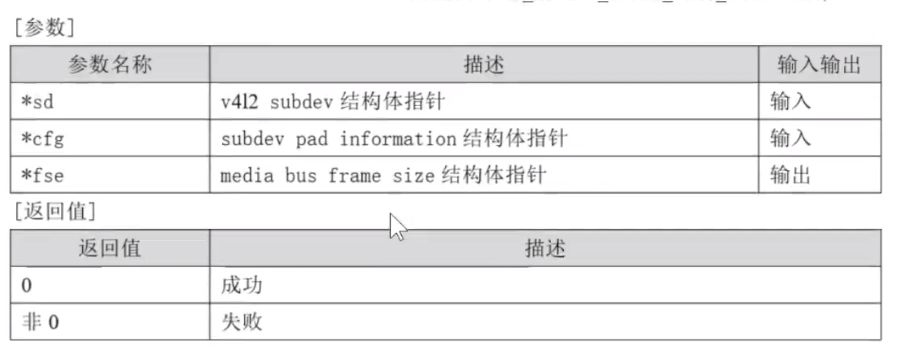 [参数]
参数名称 描述 输入输出
*sd v4l2 subdev 结构体指针 输入
*cfg subdev pad information 结构体指针 输入
*fse media bus frame size 结构体指针 输出
[返回值]
返回值 描述
0 成功
非 0 失败